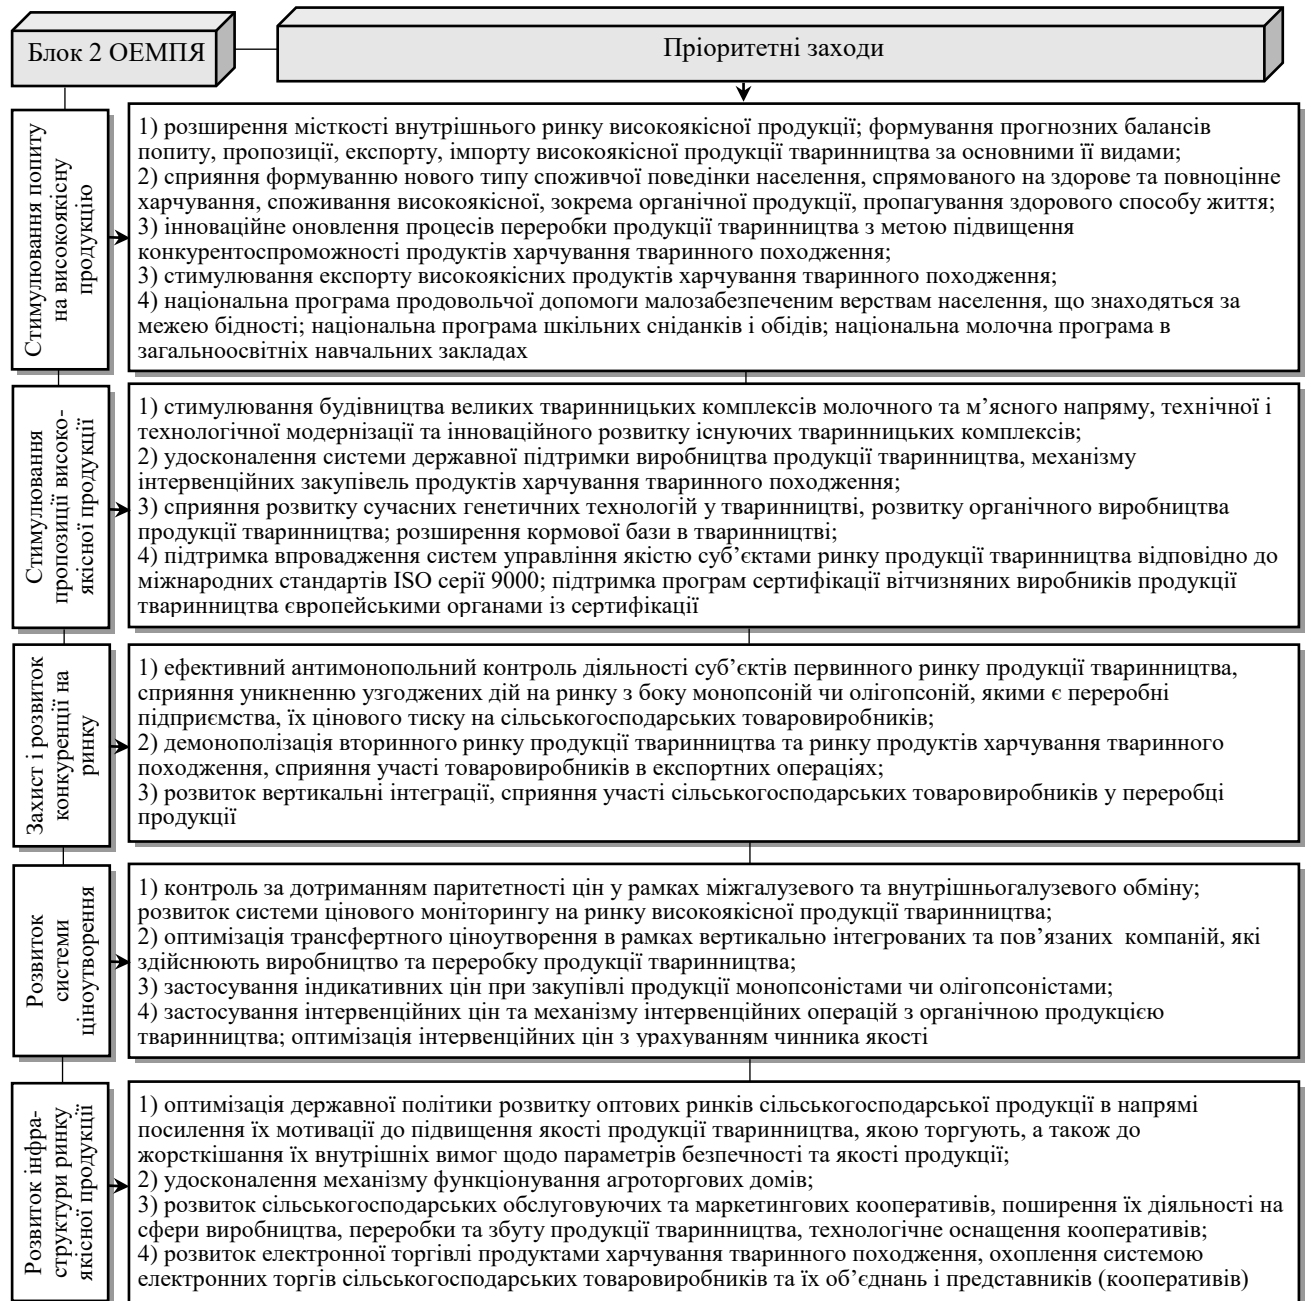 Блок 2 ОЕМПЯ
Пріоритетні заходи
Стимулювання попиту
на високоякісну
продукцію
1) розширення місткості внутрішнього ринку високоякісної продукції; формування прогнозних балансів
попиту, пропозиції, експорту, імпорту високоякісної продукції тваринництва за основними її видами;
2) сприяння формуванню нового типу споживчої поведінки населення, спрямованого на здорове та повноцінне
харчування, споживання високоякісної, зокрема органічної продукції, пропагування здорового способу життя;
3) інноваційне оновлення процесів переробки продукції тваринництва з метою підвищення
конкурентоспроможності продуктів харчування тваринного походження;
3) стимулювання експорту високоякісних продуктів харчування тваринного походження;
4) національна програма продовольчої допомоги малозабезпеченим верствам населення, що знаходяться за
межею бідності; національна програма шкільних сніданків і обідів; національна молочна програма в
загальноосвітніх навчальних закладах
Стимулювання
пропозиції високо-
якісної продукції
1) стимулювання будівництва великих тваринницьких комплексів молочного та м’ясного напряму, технічної і
технологічної модернізації та інноваційного розвитку існуючих тваринницьких комплексів;
2) удосконалення системи державної підтримки виробництва продукції тваринництва, механізму
інтервенційних закупівель продуктів харчування тваринного походження;
3) сприяння розвитку сучасних генетичних технологій у тваринництві, розвитку органічного виробництва
продукції тваринництва; розширення кормової бази в тваринництві;
4) підтримка впровадження систем управління якістю суб’єктами ринку продукції тваринництва відповідно до
міжнародних стандартів ISO серії 9000; підтримка програм сертифікації вітчизняних виробників продукції
тваринництва європейськими органами із сертифікації
Захист і розвиток
конкуренції на
ринку
1) ефективний антимонопольний контроль діяльності суб’єктів первинного ринку продукції тваринництва,
сприяння уникненню узгоджених дій на ринку з боку монопсоній чи олігопсоній, якими є переробні
підприємства, їх цінового тиску на сільськогосподарських товаровиробників;
2) демонополізація вторинного ринку продукції тваринництва та ринку продуктів харчування тваринного
походження, сприяння участі товаровиробників в експортних операціях;
3) розвиток вертикальні інтеграції, сприяння участі сільськогосподарських товаровиробників у переробці
продукції
Розвиток
системи
ціноутворення
1) контроль за дотриманням паритетності цін у рамках міжгалузевого та внутрішньогалузевого обміну;
розвиток системи цінового моніторингу на ринку високоякісної продукції тваринництва;
2) оптимізація трансфертного ціноутворення в рамках вертикально інтегрованих та пов’язаних компаній, які
здійснюють виробництво та переробку продукції тваринництва;
3) застосування індикативних цін при закупівлі продукції монопсоністами чи олігопсоністами;
4) застосування інтервенційних цін та механізму інтервенційних операцій з органічною продукцією
тваринництва; оптимізація інтервенційних цін з урахуванням чинника якості
Розвиток інфра-
структури ринку
якісної продукції
1) оптимізація державної політики розвитку оптових ринків сільськогосподарської продукції в напрямі
посилення їх мотивації до підвищення якості продукції тваринництва, якою торгують, а також до
жорсткішання їх внутрішніх вимог щодо параметрів безпечності та якості продукції;
2) удосконалення механізму функціонування агроторгових домів;
3) розвиток сільськогосподарських обслуговуючих та маркетингових кооперативів, поширення їх діяльності на
сфери виробництва, переробки та збуту продукції тваринництва, технологічне оснащення кооперативів;
4) розвиток електронної торгівлі продуктами харчування тваринного походження, охоплення системою
електронних торгів сільськогосподарських товаровиробників та їх об’єднань і представників (кооперативів)